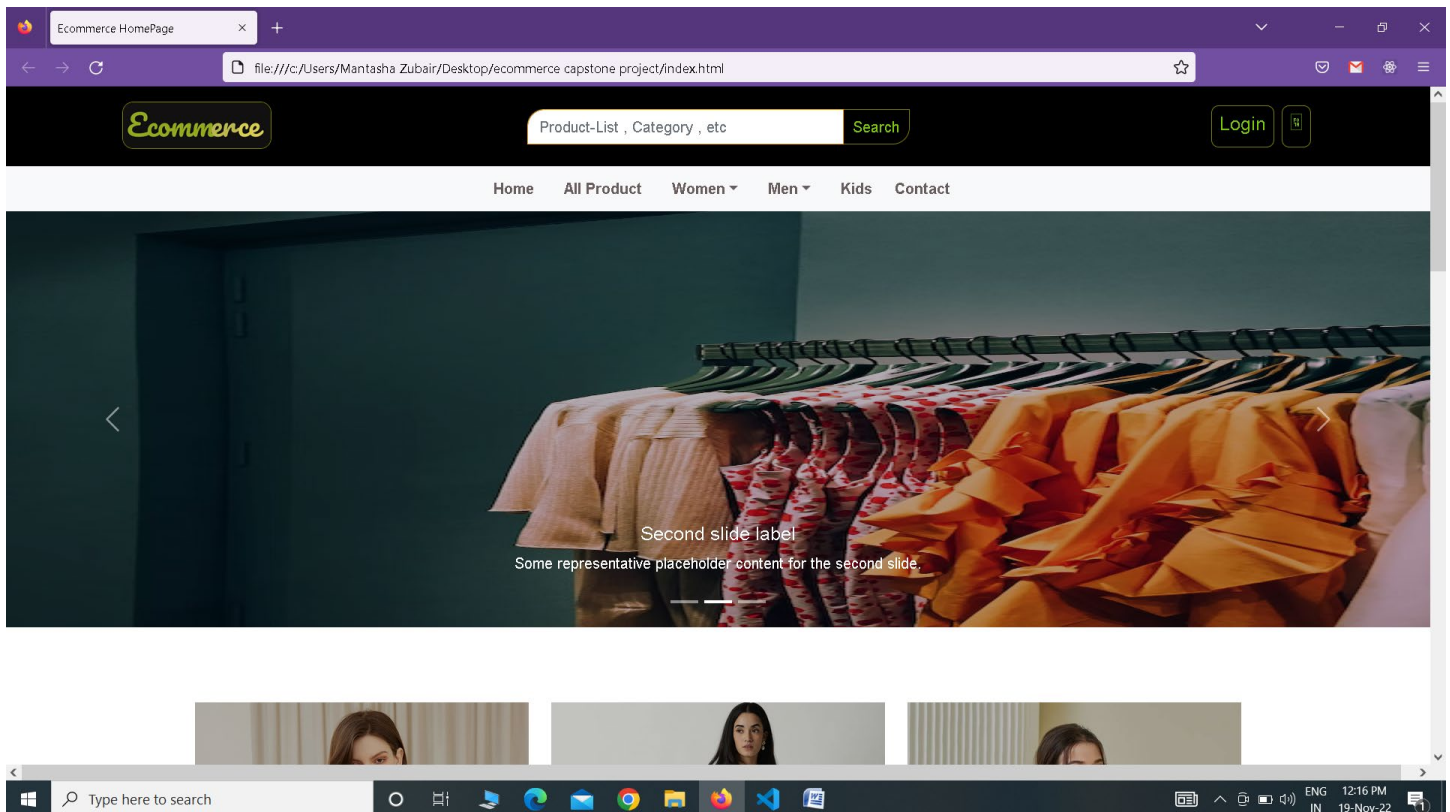 Ecommerce HomePage
file:///c:/Users/Mantasha Zubair/Desktop/ecommerce capstone project/index.html
Ecommerce
Product-List , Category , etc
Search
Login
Home All Product Women Men Kids Contact
Second slide label
Some representative placeholder content for the second slide.
Type here to search
ENG 12:16 PM
IN 19-Nov-22